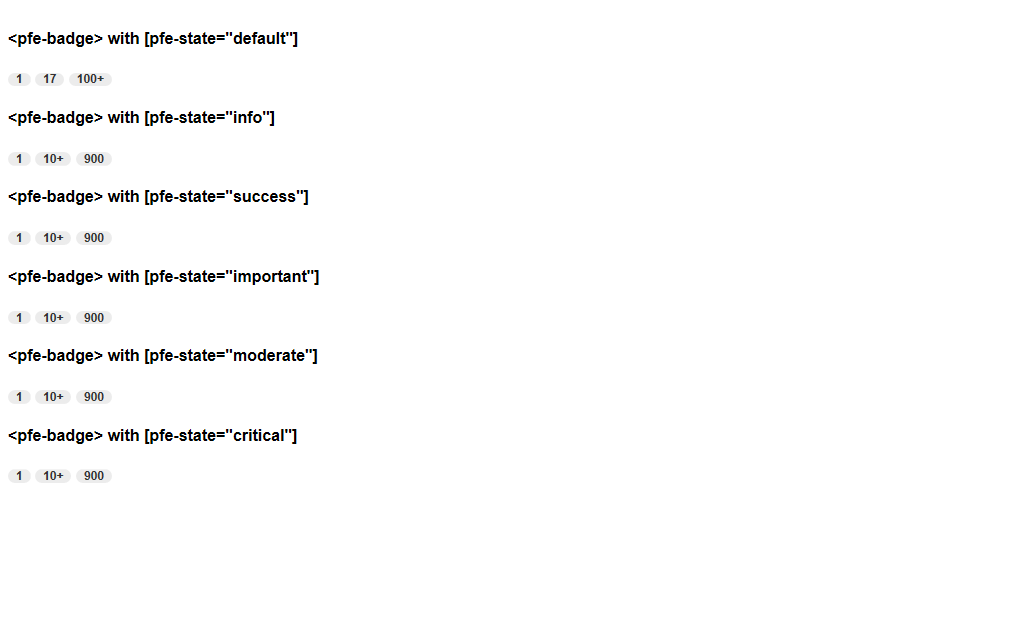 <pfe-badge> with [pfe-state="default"]
1 17 100+
<pfe-badge> with [pfe-state="info"]
1 10+ 900
<pfe-badge> with [pfe-state="success"]
1 10+ 900
<pfe-badge> with [pfe-state="important"]
1 10+ 900
<pfe-badge> with [pfe-state="moderate"]
1 10+ 900
<pfe-badge> with [pfe-state="critical"]
1 10+ 900